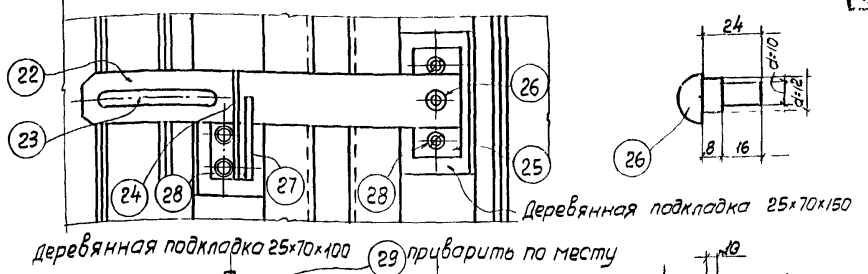 22
23
24
28
27
28
25
26
24
d=10
d=12
26
8
16
Деревянная подкладка 25×70×150
Деревянная подкладка 25×70×100
29 приварить по месту
10